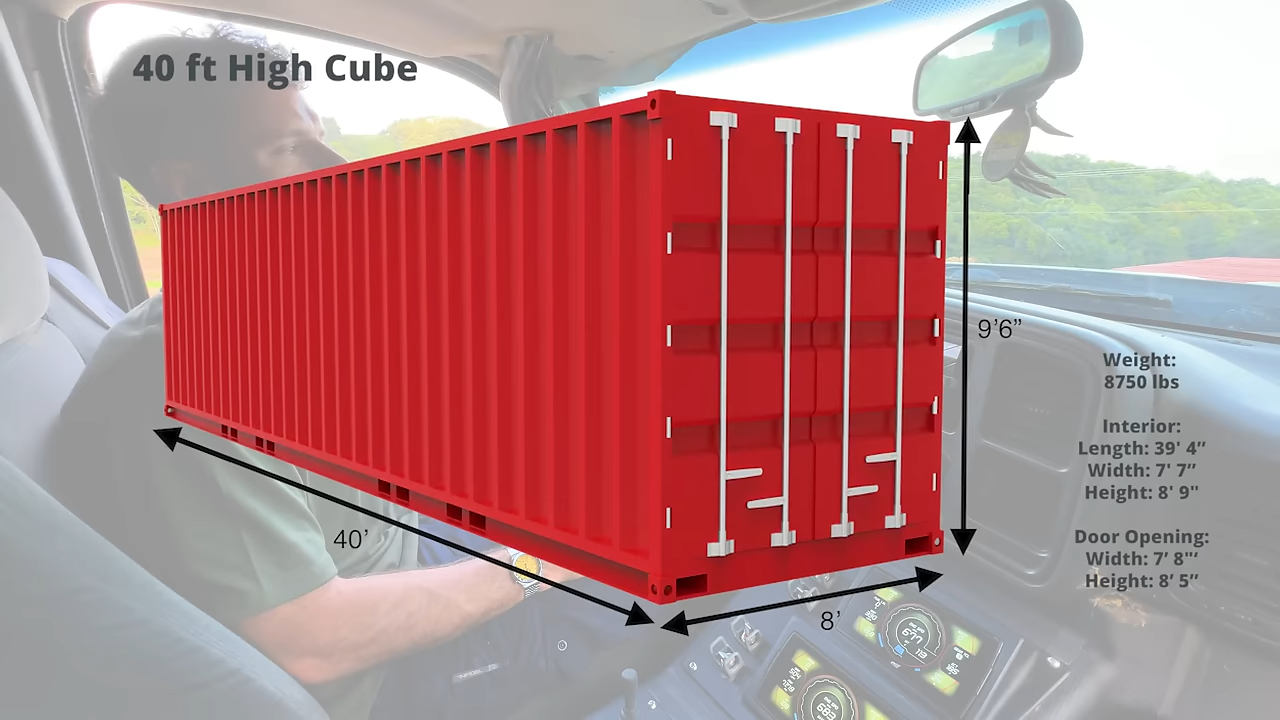 40 ft High Cube
9’6”
Weight:
8750 lbs
Interior:
Length: 39' 4”
Width: 7' 7”
Height: 8' 9"
40’
Door Opening:
Width: 7’ 8”’
Height: 8’ 5”
8’